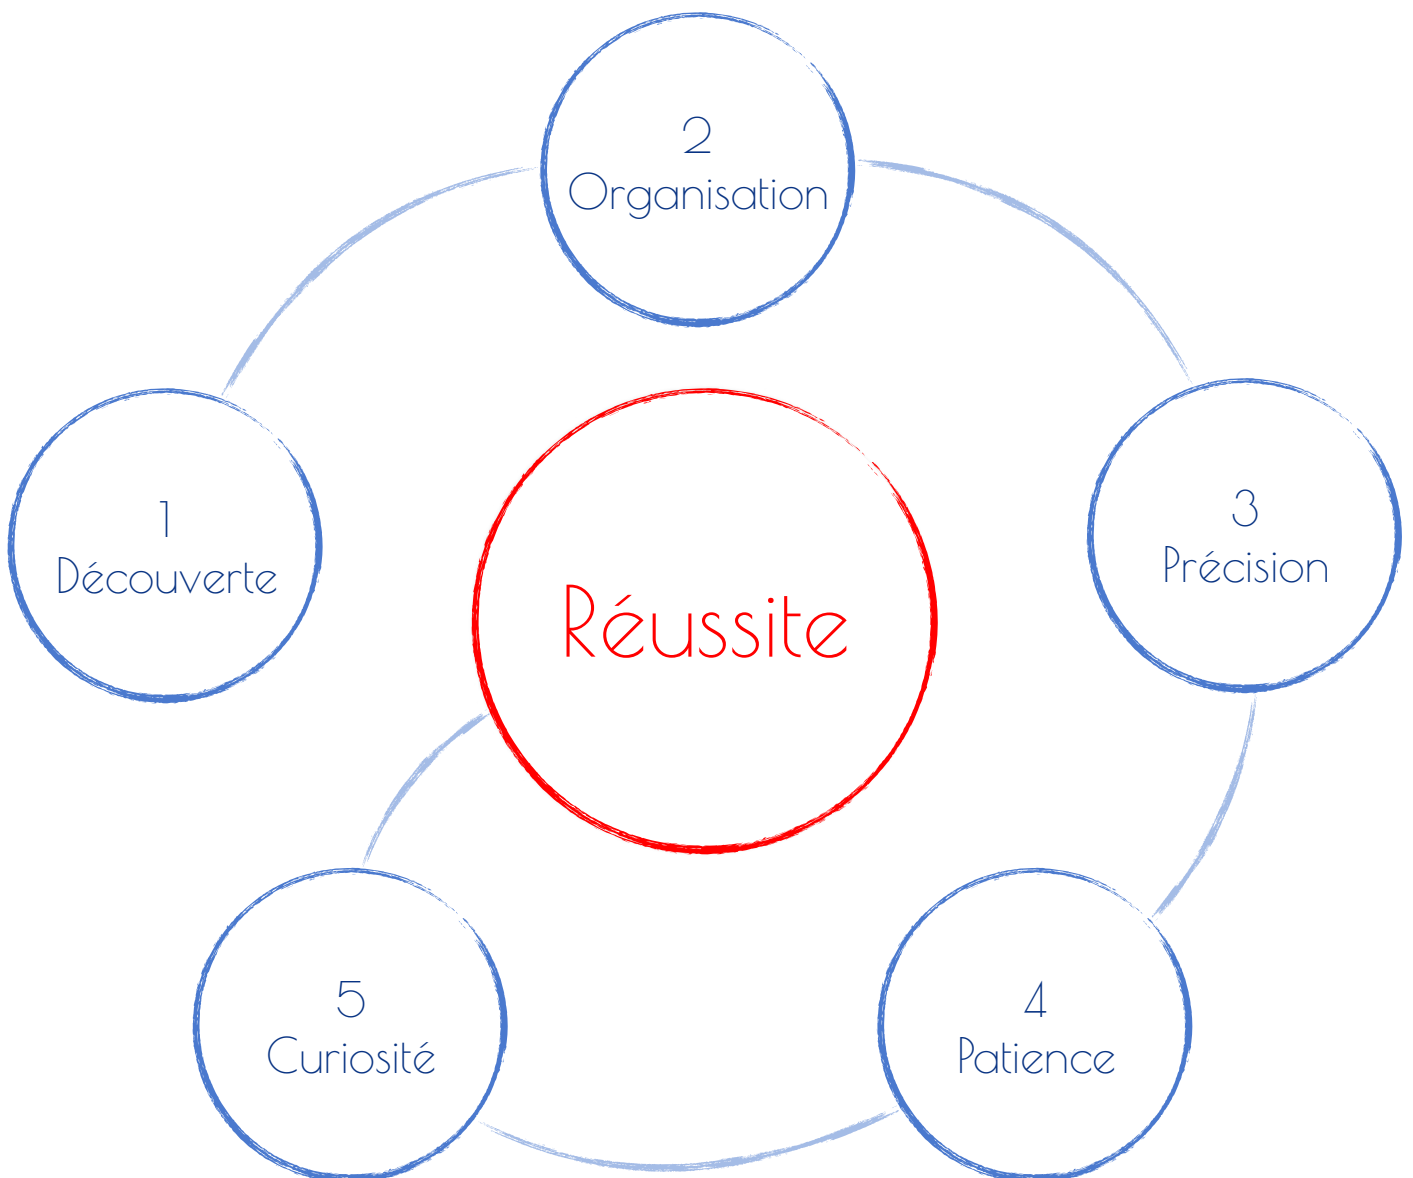 1
Découverte
2
Organisation
3
Précision
4
Patience
5
Curiosité
Réussite